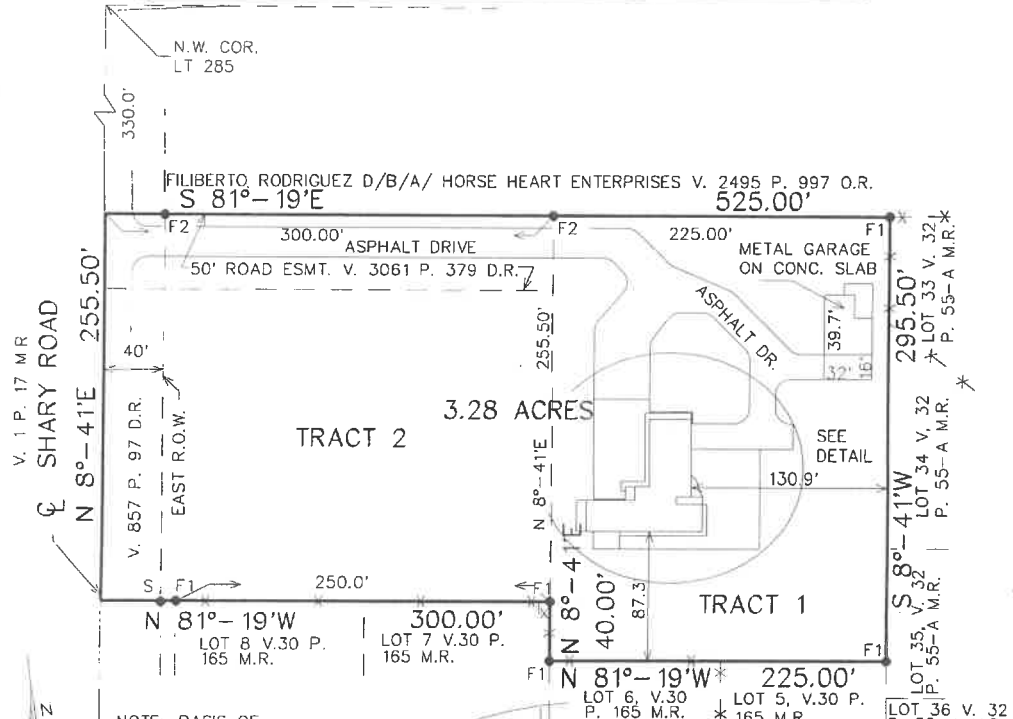 N.W. COR.
LT 285
330.0'
FILIBERTO RODRIGUEZ D/B/A/ HORSE HEART ENTERPRISES V. 2495 P. 997 O.R.
S 81°-19'E
525.00'
F2
F2
F1
300.00'
225.00'
ASPHALT DRIVE
50' ROAD ESMT. V. 3061 P. 379 D.R.
METAL GARAGE
ON CONC. SLAB
ASPHALT DR.
39.7'
32'
16'
V. 1 P. 17 MR
℄ SHARY ROAD
N 8°-41'E 255.50'
40'
V. 857 P. 97 D.R.
EAST R.O.W.
TRACT 2
3.28 ACRES
255.50'
N 8°-41'E
SEE
DETAIL
130.9'
87.3
TRACT 1
S 8°-41'W 295.50'
LOT 33 V. 32
P. 55-A M.R.
LOT 34 V. 32
P. 55-A M.R.
LOT 35, V. 32
P. 55-A M.R.
S
F1
250.0'
F1
N 81°-19'W 300.00'
LOT 8 V.30 P.
165 M.R.
LOT 7 V.30 P.
165 M.R.
N 8°-41'E
40.00'
F1
F1
N 81°-19'W 225.00'
LOT 6, V.30
P. 165 M.R.
LOT 5, V.30 P.
165 M.R.
LOT 36 V. 32
N
NOTE BASIS OF